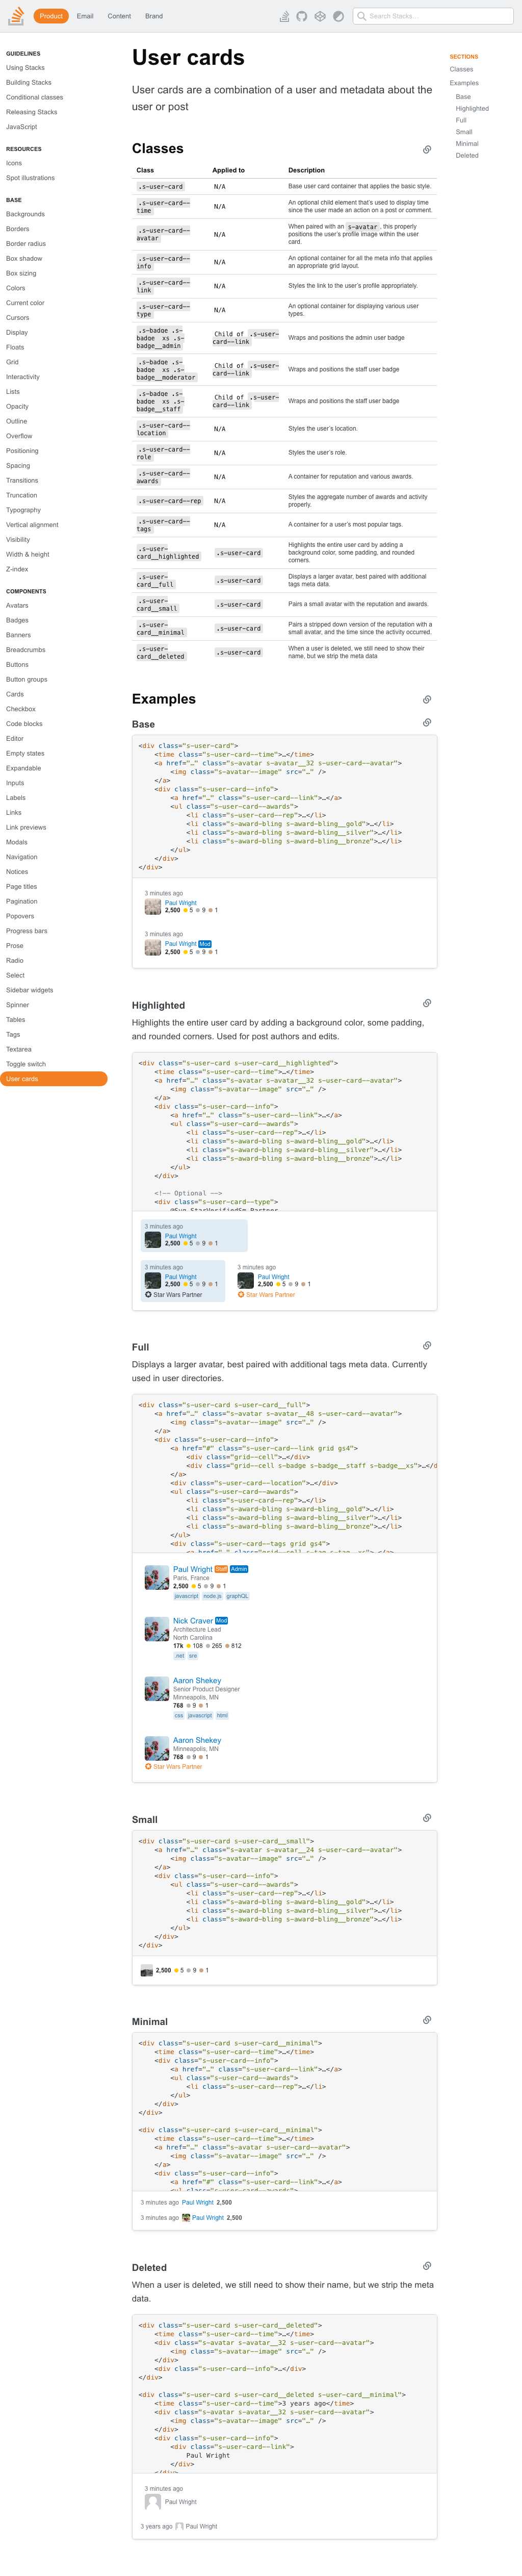 Product Email Content Brand Search Stacks…
GUIDELINES
Using Stacks
Building Stacks
Conditional classes
Releasing Stacks
JavaScript
RESOURCES
Icons
Spot illustrations
BASE
Backgrounds
Borders
Border radius
Box shadow
Box sizing
Colors
Current color
Cursors
Display
Floats
Grid
Interactivity
Lists
Opacity
Outline
Overflow
Positioning
Spacing
Transitions
Truncation
Typography
Vertical alignment
Visibility
Width & height
Z-index
COMPONENTS
Avatars
Badges
Banners
Breadcrumbs
Buttons
Button groups
Cards
Checkbox
Code blocks
Editor
Empty states
Expandable
Inputs
Labels
Links
Link previews
Modals
Navigation
Notices
Page titles
Pagination
Popovers
Progress bars
Prose
Radio
Select
Sidebar widgets
Spinner
Tables
Tags
Textarea
Toggle switch
User cards
User cards
User cards are a combination of a user and metadata about the
user or post
Classes
Class Applied to Description
.s-user-card N/A Base user card container that applies the basic style.
.s-user-card--
time
N/A
An optional child element that's used to display time
since the user made an action on a post or comment.
.s-user-card--
avatar
N/A
When paired with an s-avatar, this properly
positions the user's profile image within the user
card.
.s-user-card--
info
N/A
An optional container for all the meta info that applies
an appropriate grid layout.
.s-user-card--
link
N/A
Styles the link to the user's profile appropriately.
.s-user-card--
type
N/A
An optional container for displaying various user
types.
.s-badge .s-
badge__xs .s-
badge__admin
Child of .s-user-
card--link
Wraps and positions the admin user badge
.s-badge .s-
badge__xs .s-
badge__moderator
Child of .s-user-
card--link
Wraps and positions the staff user badge
.s-badge .s-
badge__xs .s-
badge__staff
Child of .s-user-
card--link
Wraps and positions the staff user badge
.s-user-card--
location
N/A
Styles the user's location.
.s-user-card--
role
N/A
Styles the user's role.
.s-user-card--
awards
N/A
A container for reputation and various awards.
.s-user-card--rep N/A
Styles the aggregate number of awards and activity
properly.
.s-user-card--
tags
N/A
A container for a user's most popular tags.
.s-user-
card__highlighted
.s-user-card
Highlights the entire user card by adding a
background color, some padding, and rounded
corners.
.s-user-
card__full
.s-user-card
Displays a larger avatar, best paired with additional
tags meta data.
.s-user-
card__small
.s-user-card
Pairs a small avatar with the reputation and awards.
.s-user-
card__minimal
.s-user-card
Pairs a stripped down version of the reputation with a
small avatar, and the time since the activity occurred.
.s-user-
card__deleted
.s-user-card
When a user is deleted, we still need to show their
name, but we strip the meta data
Examples
Base
<div class="s-user-card">
<time class="s-user-card--time">…</time>
<a href="…" class="s-avatar s-avatar__32 s-user-card--avatar">
<img class="s-avatar--image" src="…" />
</a>
<div class="s-user-card--info">
<a href="…" class="s-user-card--link">…</a>
<ul class="s-user-card--awards">
<li class="s-user-card--rep">…</li>
<li class="s-award-bling s-award-bling__gold">…</li>
<li class="s-award-bling s-award-bling__silver">…</li>
<li class="s-award-bling s-award-bling__bronze">…</li>
</ul>
</div>
</div>
3 minutes ago
Paul Wright
2,500 5 9 1
3 minutes ago
Paul Wright Mod
2,500 5 9 1
Highlighted
Highlights the entire user card by adding a background color, some padding,
and rounded corners. Used for post authors and edits.
<div class="s-user-card s-user-card__highlighted">
<time class="s-user-card--time">…</time>
<a href="…" class="s-avatar s-avatar__32 s-user-card--avatar">
<img class="s-avatar--image" src="…" />
</a>
<div class="s-user-card--info">
<a href="…" class="s-user-card--link">…</a>
<ul class="s-user-card--awards">
<li class="s-user-card--rep">…</li>
<li class="s-award-bling s-award-bling__gold">…</li>
<li class="s-award-bling s-award-bling__silver">…</li>
<li class="s-award-bling s-award-bling__bronze">…</li>
</ul>
</div>
<!-- Optional -->
<div class="s-user-card--type">
@Svg.StarVerifiedSm Partner
3 minutes ago
Paul Wright
2,500 5 9 1
3 minutes ago
Paul Wright
2,500 5 9 1
Star Wars Partner
3 minutes ago
Paul Wright
2,500 5 9 1
Star Wars Partner
Full
Displays a larger avatar, best paired with additional tags meta data. Currently
used in user directories.
<div class="s-user-card s-user-card__full">
<a href="…" class="s-avatar s-avatar__48 s-user-card--avatar">
<img class="s-avatar--image" src="…" />
</a>
<div class="s-user-card--info">
<a href="#" class="s-user-card--link grid gs4">
<div class="grid--cell">…</div>
<div class="grid--cell s-badge s-badge__staff s-badge__xs">…</d
</a>
<div class="s-user-card--location">…</div>
<ul class="s-user-card--awards">
<li class="s-user-card--rep">…</li>
<li class="s-award-bling s-award-bling__gold">…</li>
<li class="s-award-bling s-award-bling__silver">…</li>
<li class="s-award-bling s-award-bling__bronze">…</li>
</ul>
<div class="s-user-card--tags grid gs4">
<a href="…" class="grid--cell s-tag s-tag__xs">…</a>
Paul Wright Staff Admin
Paris, France
2,500 5 9 1
javascript node.js graphQL
Nick Craver Mod
Architecture Lead
North Carolina
17k 108 265 812
.net sre
Aaron Shekey
Senior Product Designer
Minneapolis, MN
768 9 1
css javascript html
Aaron Shekey
Minneapolis, MN
768 9 1
Star Wars Partner
Small
<div class="s-user-card s-user-card__small">
<a href="…" class="s-avatar s-avatar__24 s-user-card--avatar">
<img class="s-avatar--image" src="…" />
</a>
<div class="s-user-card--info">
<ul class="s-user-card--awards">
<li class="s-user-card--rep">…</li>
<li class="s-award-bling s-award-bling__gold">…</li>
<li class="s-award-bling s-award-bling__silver">…</li>
<li class="s-award-bling s-award-bling__bronze">…</li>
</ul>
</div>
</div>
2,500 5 9 1
Minimal
<div class="s-user-card s-user-card__minimal">
<time class="s-user-card--time">…</time>
<div class="s-user-card--info">
<a href="…" class="s-user-card--link">…</a>
<ul class="s-user-card--awards">
<li class="s-user-card--rep">…</li>
</ul>
</div>
</div>
<div class="s-user-card s-user-card__minimal">
<time class="s-user-card--time">…</time>
<a href="…" class="s-avatar s-user-card--avatar">
<img class="s-avatar--image" src="…" />
</a>
<div class="s-user-card--info">
<a href="#" class="s-user-card--link">…</a>
<ul class="s-user-card--awards">
3 minutes ago Paul Wright 2,500
3 minutes ago Paul Wright 2,500
Deleted
When a user is deleted, we still need to show their name, but we strip the meta
data.
<div class="s-user-card s-user-card__deleted">
<time class="s-user-card--time">…</time>
<div class="s-avatar s-avatar__32 s-user-card--avatar">
<img class="s-avatar--image" src="…" />
</div>
<div class="s-user-card--info">…</div>
</div>
<div class="s-user-card s-user-card__deleted s-user-card__minimal">
<time class="s-user-card--time">3 years ago</time>
<div class="s-avatar s-avatar__32 s-user-card--avatar">
<img class="s-avatar--image" src="…" />
</div>
<div class="s-user-card--info">
<div class="s-user-card--link">
Paul Wright
</div>
</div>
3 minutes ago
Paul Wright
3 years ago Paul Wright
SECTIONS
Classes
Examples
Base
Highlighted
Full
Small
Minimal
Deleted